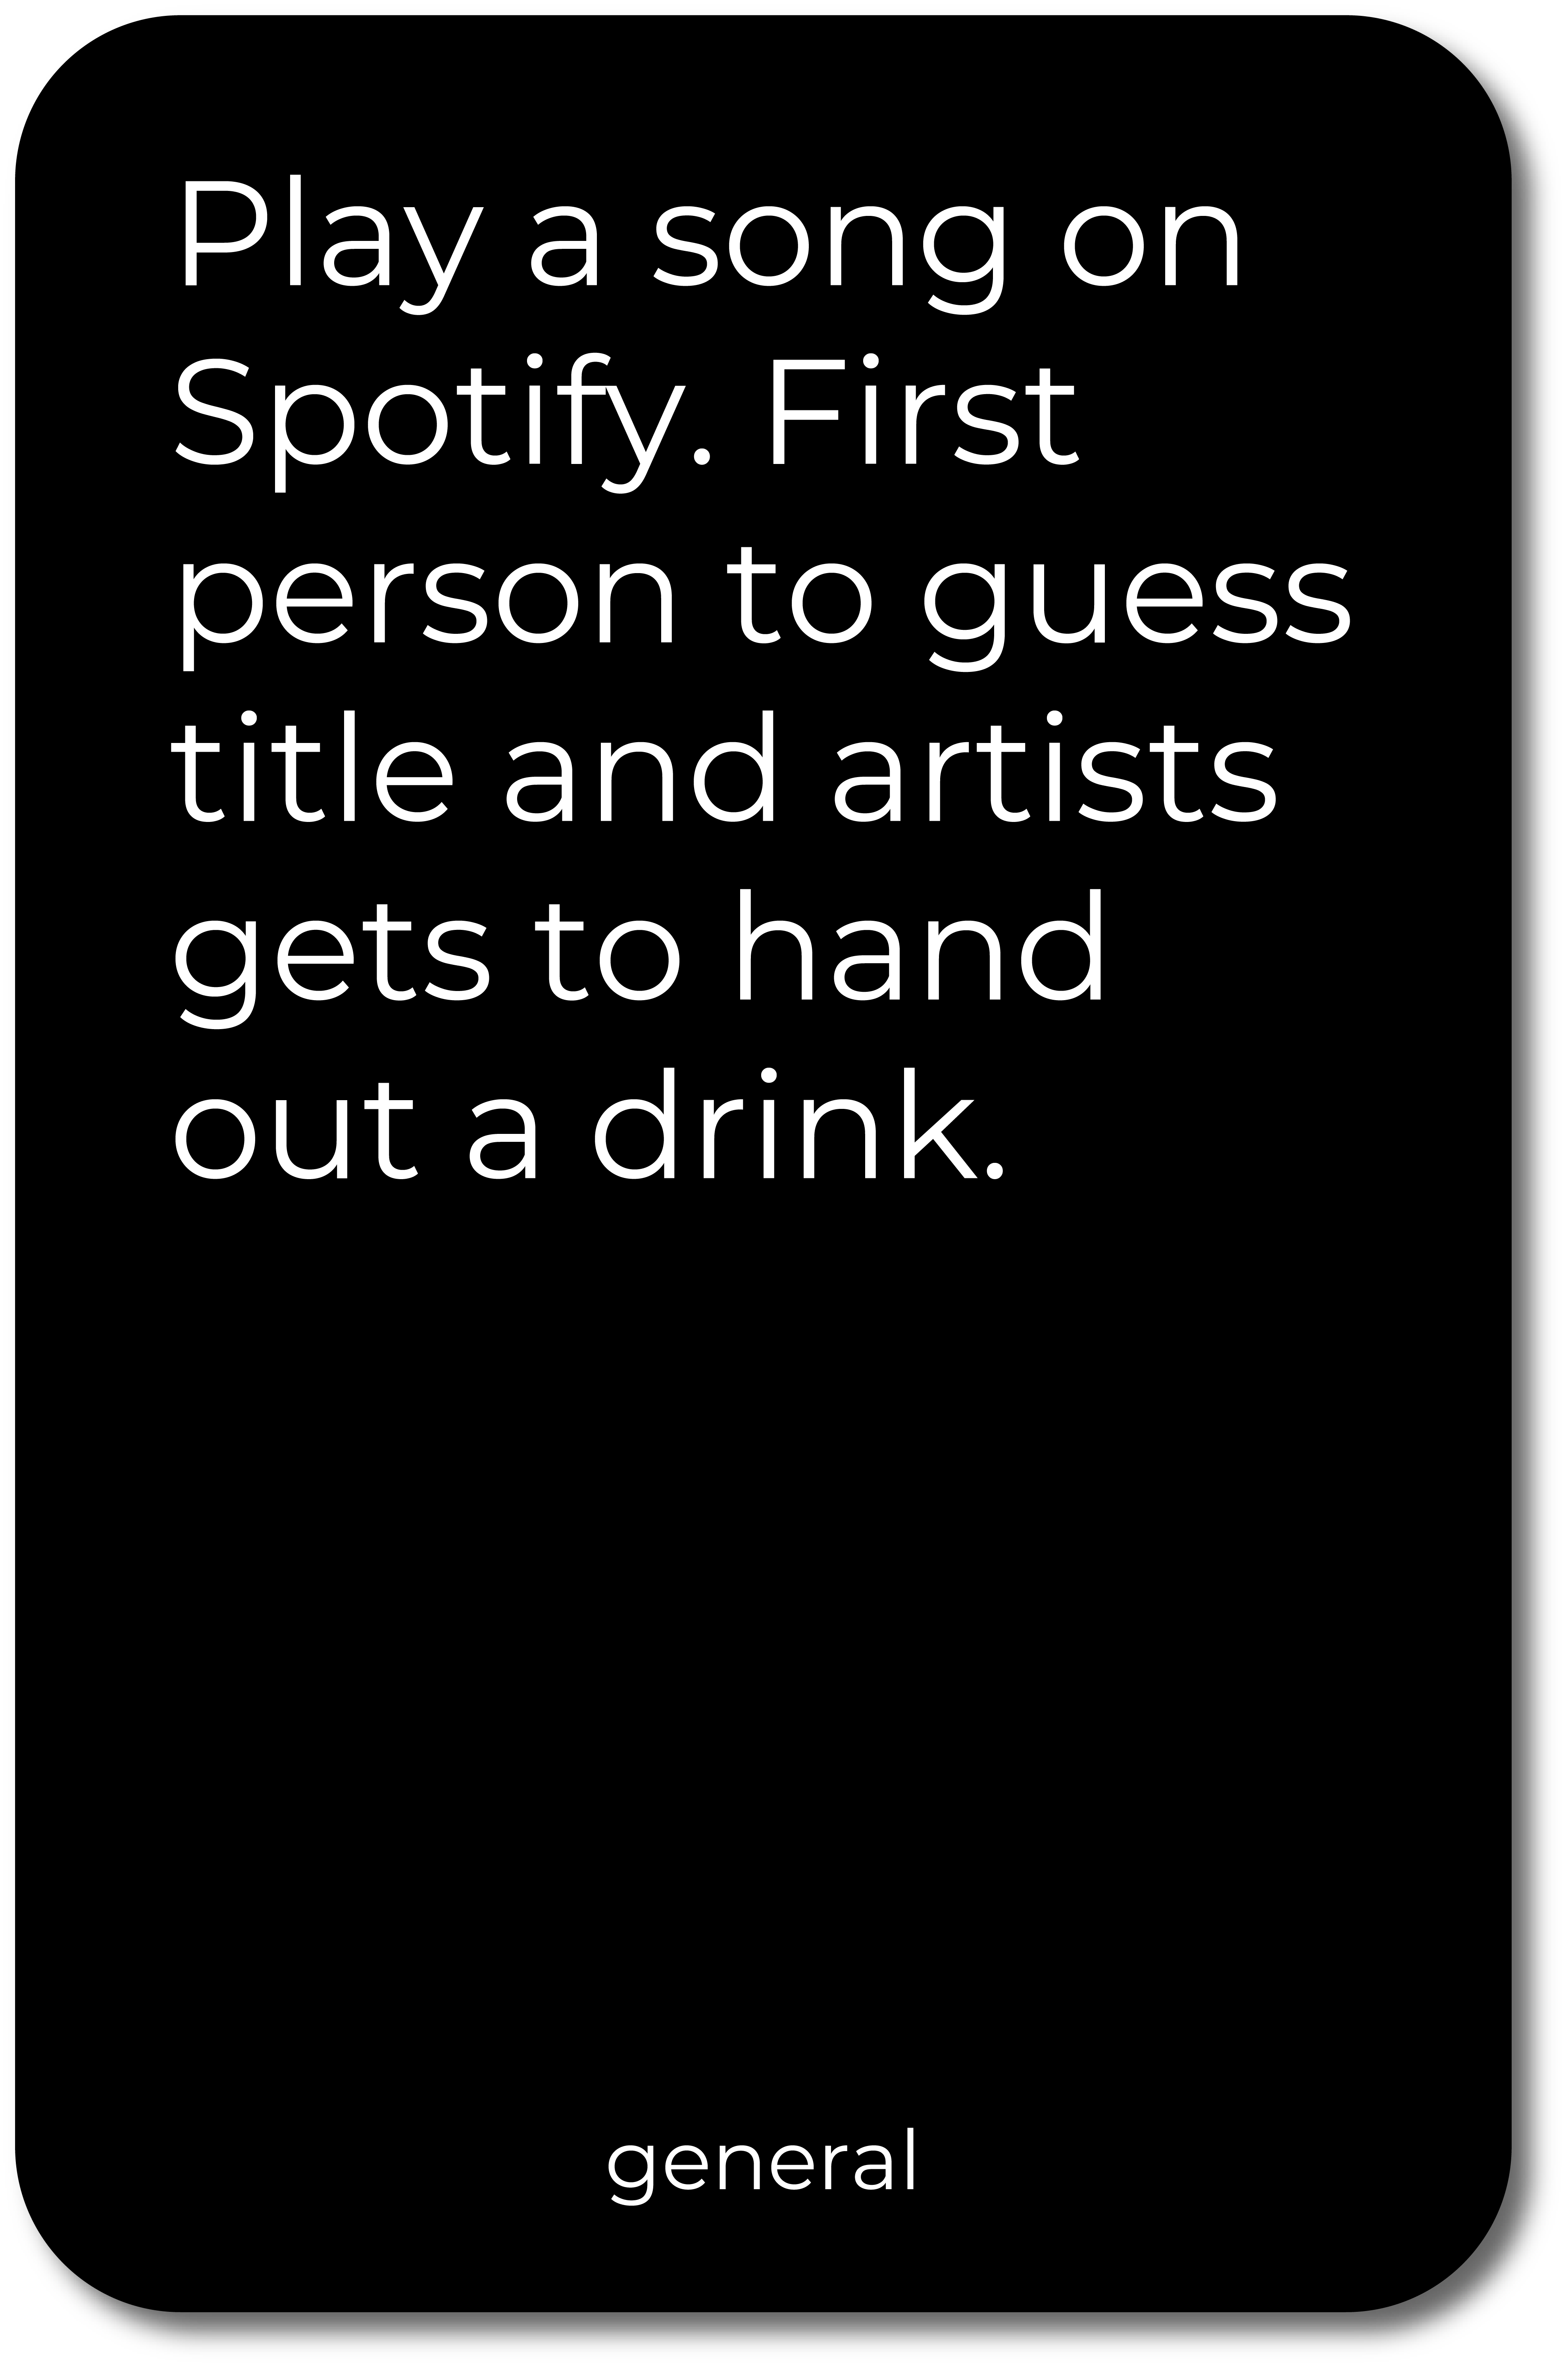 Play a song on
Spotify. First
person to guess
title and artists
gets to hand
out a drink.
general